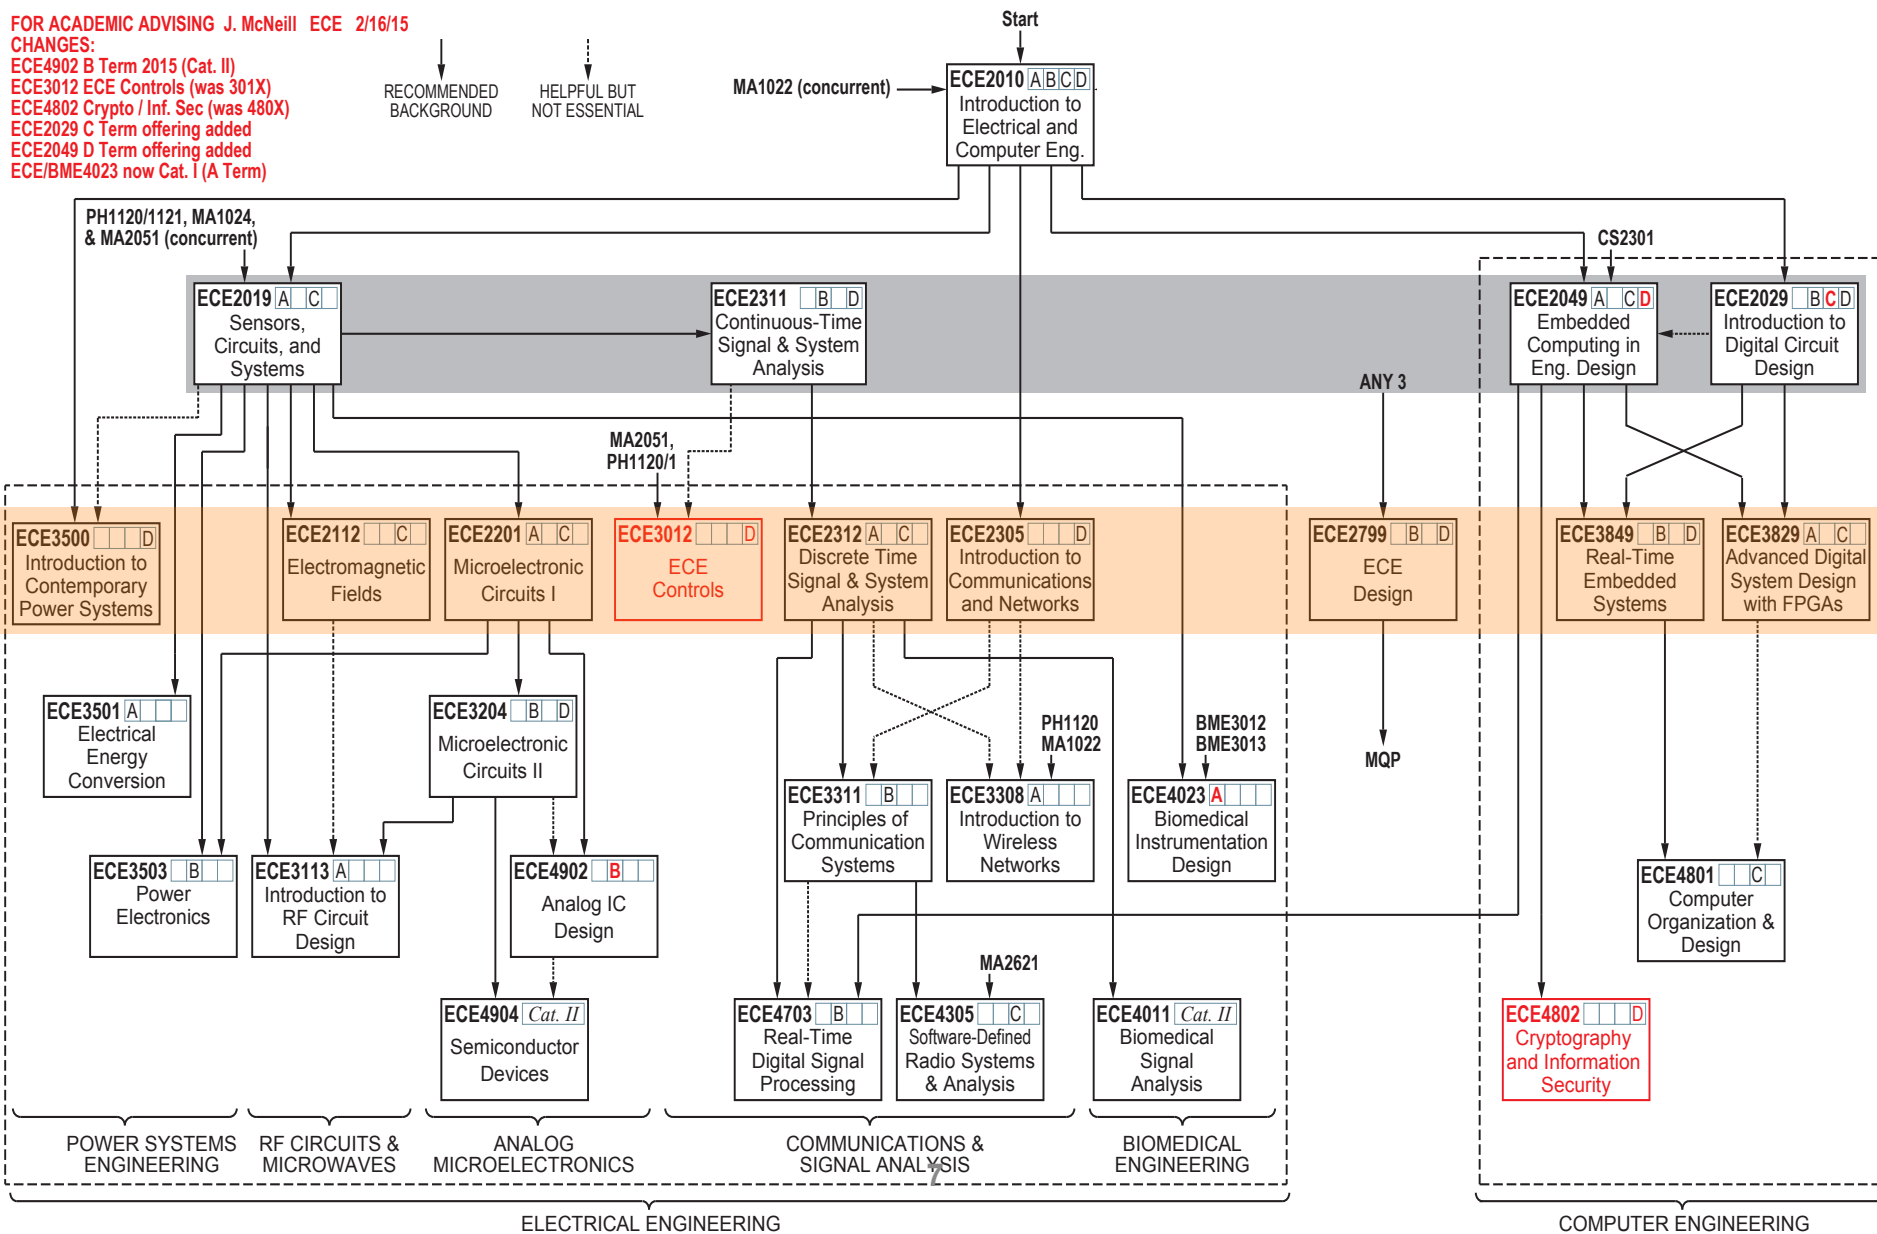 FOR ACADEMIC ADVISING J. McNeill ECE 2/16/15
CHANGES:
ECE4902 B Term 2015 (Cat. II)
ECE3012 ECE Controls (was 301X)
ECE4802 Crypto / Inf. Sec (was 480X)
ECE2029 C Term offering added
ECE2049 D Term offering added
ECE/BME4023 now Cat. I (A Term)
RECOMMENDED
BACKGROUND
HELPFUL BUT
NOT ESSENTIAL
Start
MA1022 (concurrent)
ECE2010 A B C D
Introduction to
Electrical and
Computer Eng.
PH1120/1121, MA1024,
& MA2051 (concurrent)
CS2301
ECE2019 A C
Sensors,
Circuits, and
Systems
ECE2311 B D
Continuous-Time
Signal & System
Analysis
ECE2049 A C D
Embedded
Computing in
Eng. Design
ECE2029 B C D
Introduction to
Digital Circuit
Design
ANY 3
MA2051,
PH1120/1
ECE3500 D
Introduction to
Contemporary
Power Systems
ECE2112 C
Electromagnetic
Fields
ECE2201 A C
Microelectronic
Circuits I
ECE3012 D
ECE
Controls
ECE2312 A C
Discrete Time
Signal & System
Analysis
ECE2305 D
Introduction to
Communications
and Networks
ECE2799 B D
ECE
Design
ECE3849 B D
Real-Time
Embedded
Systems
ECE3829 A C
Advanced Digital
System Design
with FPGAs
ECE3501 A
Electrical
Energy
Conversion
ECE3204 B D
Microelectronic
Circuits II
PH1120
MA1022
BME3012
BME3013
MQP
ECE3311 B
Principles of
Communication
Systems
ECE3308 A
Introduction to
Wireless
Networks
ECE4023 A
Biomedical
Instrumentation
Design
ECE3503 B
Power
Electronics
ECE3113 A
Introduction to
RF Circuit
Design
ECE4902 B
Analog IC
Design
ECE4801 C
Computer
Organization &
Design
MA2621
ECE4904 Cat. II
Semiconductor
Devices
ECE4703 B
Real-Time
Digital Signal
Processing
ECE4305 C
Software-Defined
Radio Systems
& Analysis
ECE4011 Cat. II
Biomedical
Signal
Analysis
ECE4802 D
Cryptography
and Information
Security
POWER SYSTEMS
ENGINEERING
RF CIRCUITS &
MICROWAVES
ANALOG
MICROELECTRONICS
COMMUNICATIONS &
SIGNAL ANALYSIS
BIOMEDICAL
ENGINEERING
7
ELECTRICAL ENGINEERING
COMPUTER ENGINEERING